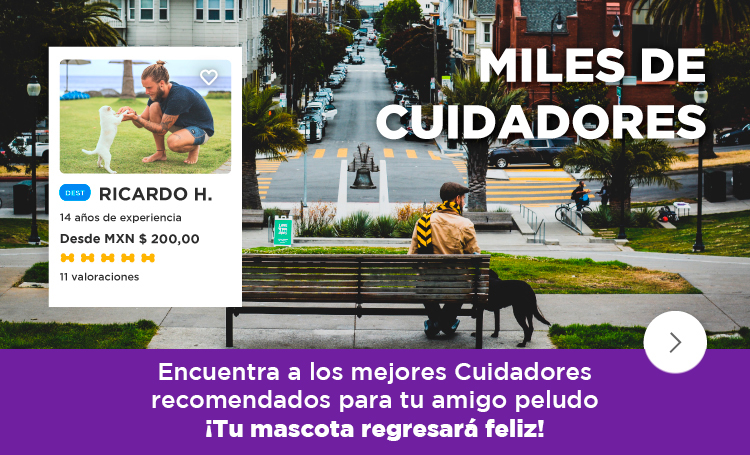 MILES DE
CUIDADORES
BEST RICARDO H.
14 años de experiencia
Desde MXN $ 200,00
11 valoraciones
Encuentra a los mejores Cuidadores
recomendados para tu amigo peludo
¡Tu mascota regresará feliz!